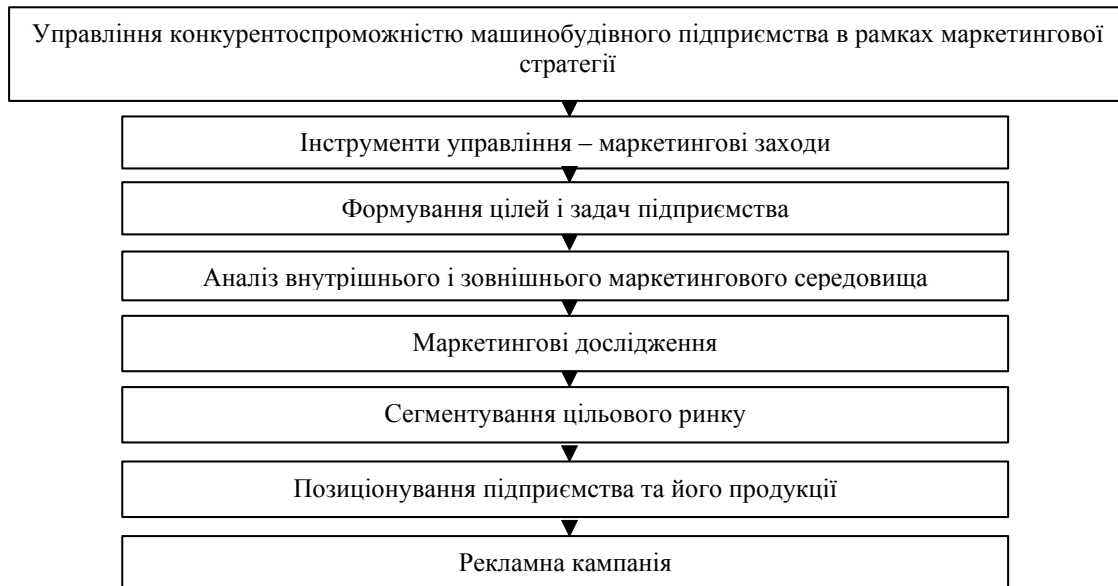 Управління конкурентоспроможністю машинобудівного підприємства в рамках маркетингової
стратегії
Інструменти управління – маркетингові заходи
Формування цілей і задач підприємства
Аналіз внутрішнього і зовнішнього маркетингового середовища
Маркетингові дослідження
Сегментування цільового ринку
Позиціонування підприємства та його продукції
Рекламна кампанія